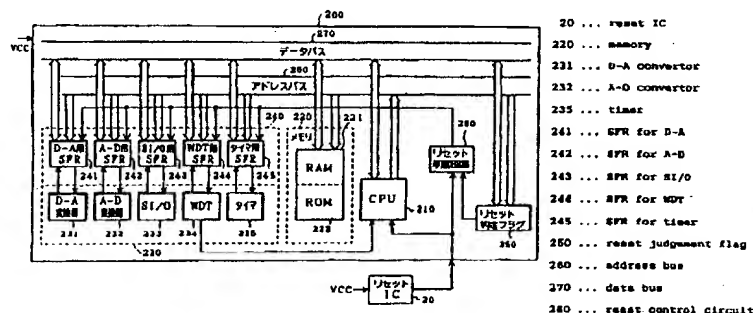 200
VCC
270
データバス
260
アドレスバス
240
220
メモリ
221
280
D-A用
SFR
A-D用
SFR
SI/O用
SFR
WDT用
SFR
タイマ用
SFR
241
242
243
244
245
RAM
ROM
222
CPU
210
リセット
リセット
判定フラグ
250
D-A
変換器
A-D
変換器
SI/O
WDT
タイマ
231
232
233
234
235
230
VCC
リセット
IC
20
20 ... reset IC
220 ... memory
231 ... D-A convertor
232 ... A-D convertor
235 ... timer
241 ... SFR for D-A
242 ... SFR for A-D
243 ... SFR for SI/O
244 ... SFR for WDT
245 ... SFR for timer
250 ... reset judgement flag
260 ... address bus
270 ... data bus
280 ... reset control circuit